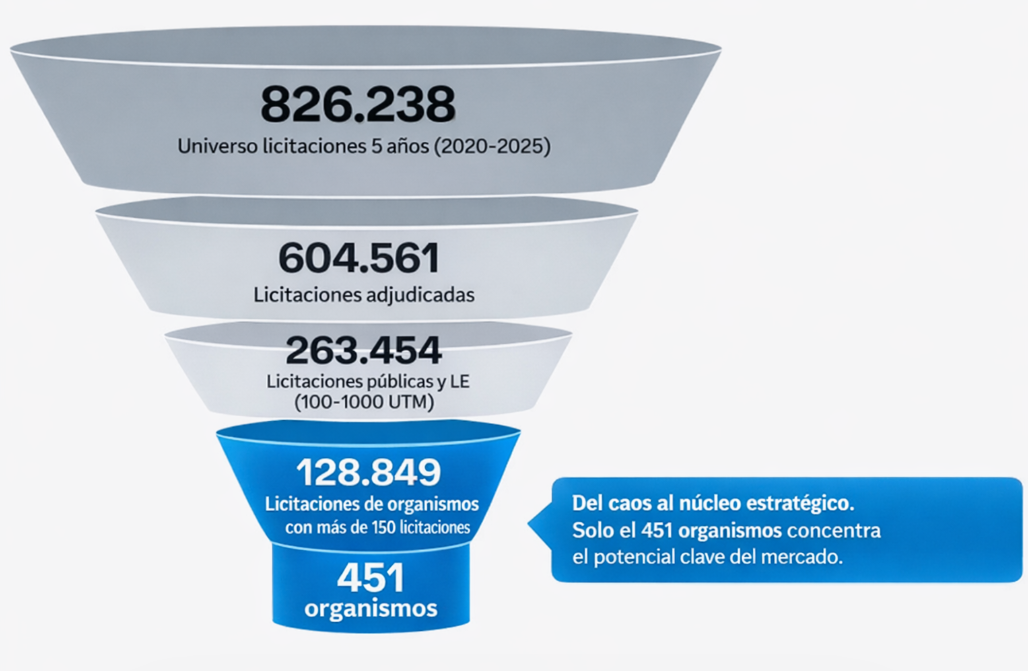 826.238
Universo licitaciones 5 años (2020-2025)
604.561
Licitaciones adjudicadas
263.454
Licitaciones públicas y LE
(100-1000 UTM)
128.849
Licitaciones de organismos
con más de 150 licitaciones
451
organismos
Del caos al núcleo estratégico.
Solo el 451 organismos concentra
el potencial clave del mercado.